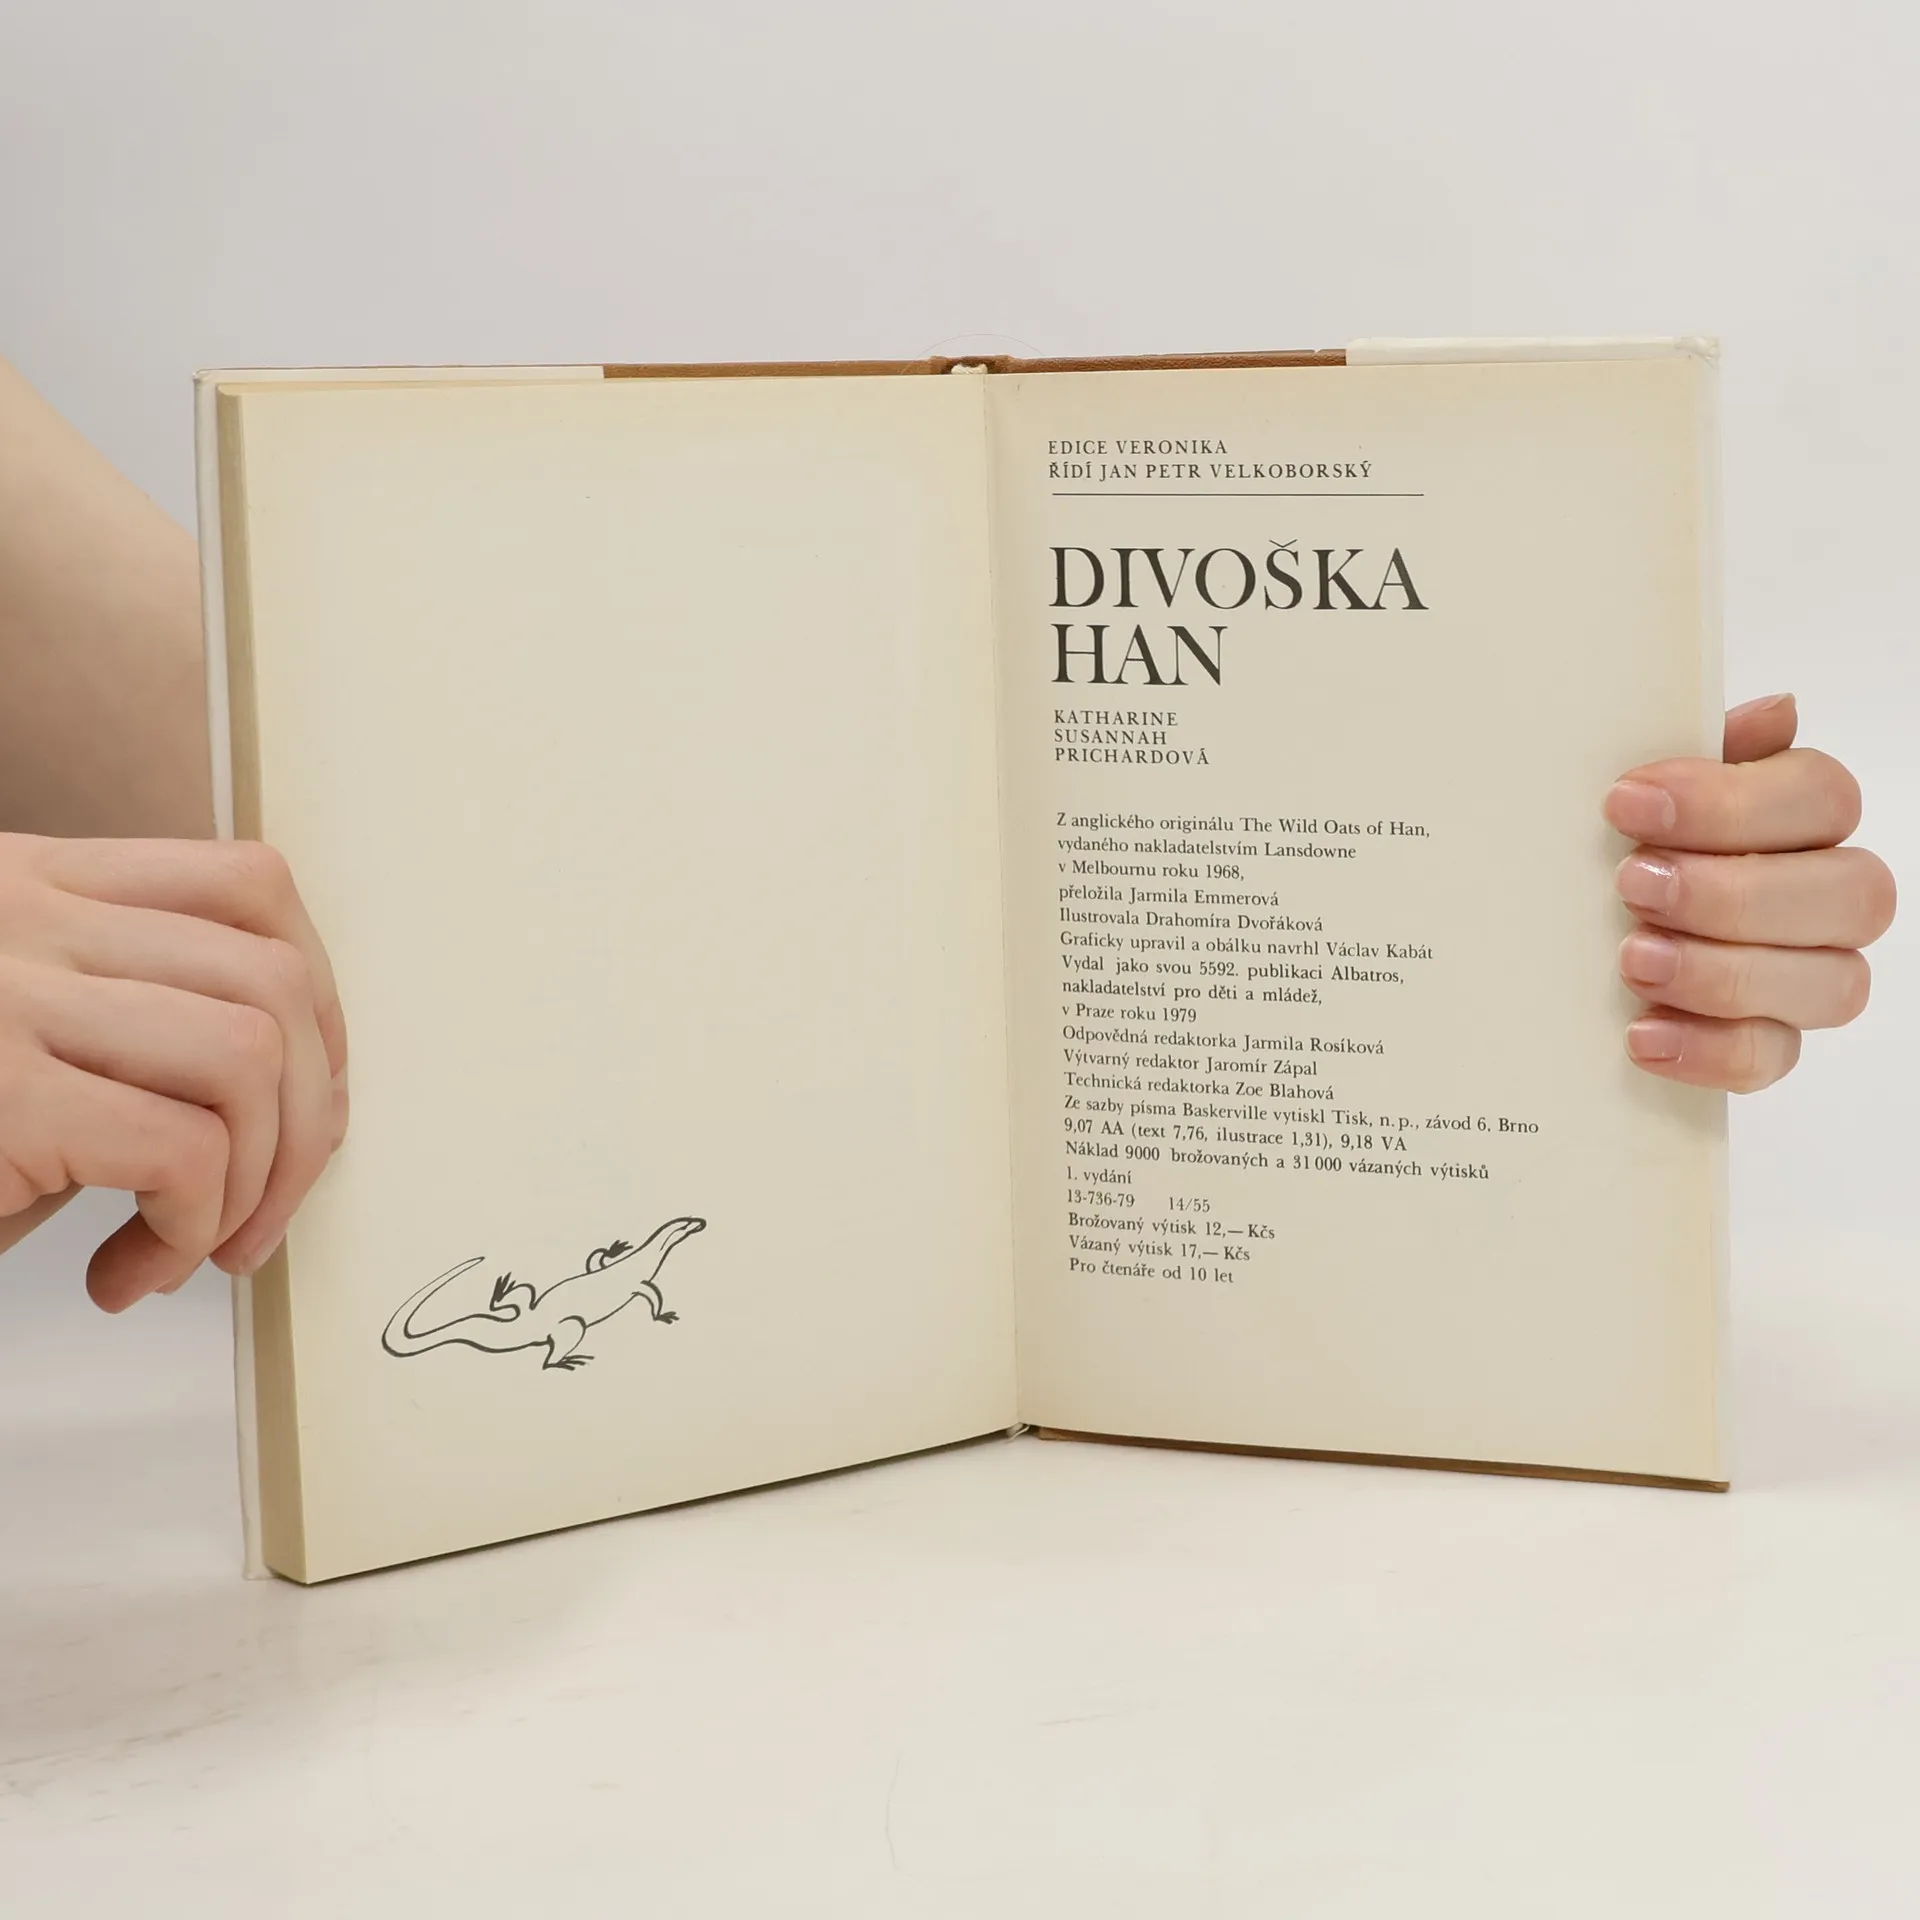 EDICE VERONIKA
ŘÍDÍ JAN PETR VELKOBORSKÝ
DIVOŠKA
HAN
KATHARINE
SUSANNAH
PRICHARDOVÁ
Z anglického originálu The Wild Oats of Han,
vydaného nakladatelstvím Lansdowne
v Melbournu roku 1968,
přeložila Jarmila Emmerová
Ilustrovala Drahomíra Dvořáková
Graficky upravil a obálku navrhl Václav Kabát
Vydal jako svou 5592. publikaci Albatros,
nakladatelství pro děti a mládež,
v Praze roku 1979
Odpovědná redaktorka Jarmila Rosíková
Výtvarný redaktor Jaromír Zápal
Technická redaktorka Zoe Blahová
Ze sazby písma Baskerville vytiskl Tisk, n. p., závod 6, Brno
9,07 AA (text 7,76, ilustrace 1,31), 9,18 VA
Náklad 9000 brožovaných a 31 000 vázaných výtisků
1. vydání
13-736-79 14/55
Brožovaný výtisk 12,— Kčs
Vázaný výtisk 17,— Kčs
Pro čtenáře od 10 let